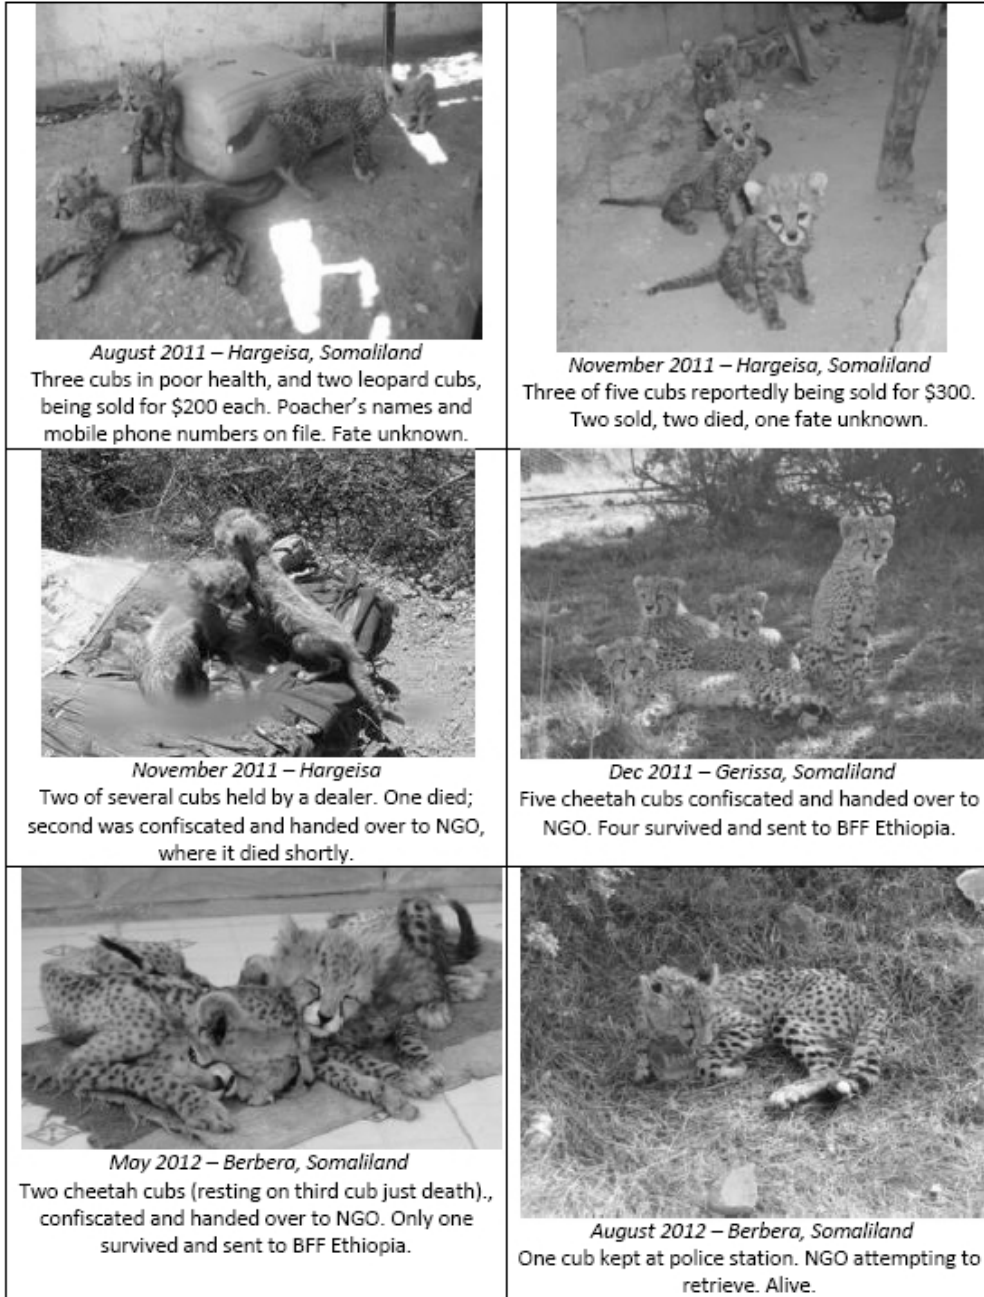 August 2011 – Hargeisa, Somaliland
Three cubs in poor health, and two leopard cubs,
being sold for $200 each. Poacher's names and
mobile phone numbers on file. Fate unknown.
November 2011 – Hargeisa, Somaliland
Three of five cubs reportedly being sold for $300.
Two sold, two died, one fate unknown.
November 2011 – Hargeisa
Two of several cubs held by a dealer. One died;
second was confiscated and handed over to NGO,
where it died shortly.
Dec 2011 – Gerissa, Somaliland
Five cheetah cubs confiscated and handed over to
NGO. Four survived and sent to BFF Ethiopia.
May 2012 – Berbera, Somaliland
Two cheetah cubs (resting on third cub just death).,
confiscated and handed over to NGO. Only one
survived and sent to BFF Ethiopia.
August 2012 – Berbera, Somaliland
One cub kept at police station. NGO attempting to
retrieve. Alive.